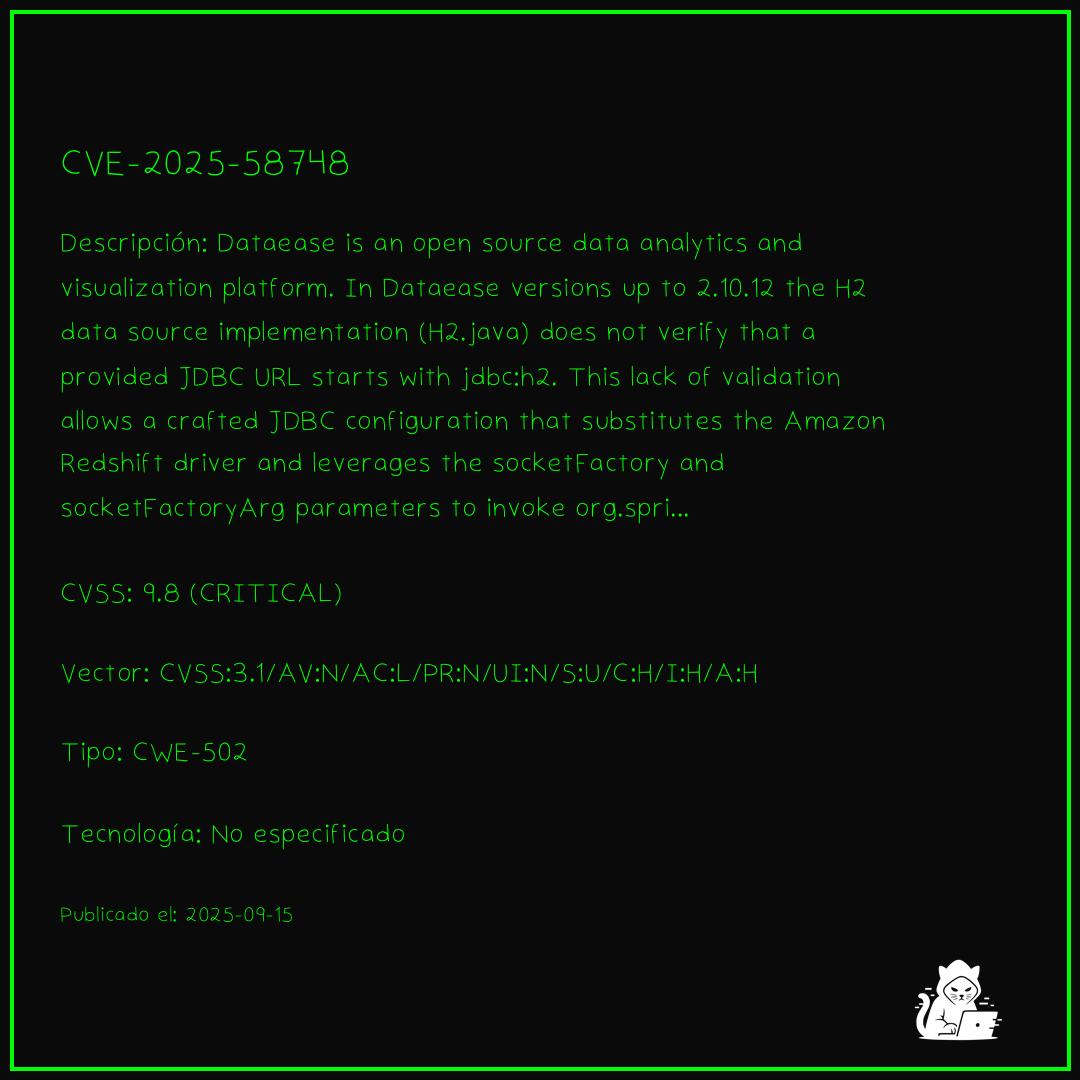 CVE-2025-58748
Descripción: Dataease is an open source data analytics and
visualization platform. In Dataease versions up to 2.10.12 the H2
data source implementation (H2.java) does not verify that a
provided JDBC URL starts with jdbc:h2. This lack of validation
allows a crafted JDBC configuration that substitutes the Amazon
Redshift driver and leverages the socketFactory and
socketFactoryArg parameters to invoke org.spri...
CVSS: 9.8 (CRITICAL)
Vector: CVSS:3.1/AV:N/AC:L/PR:N/UI:N/S:U/C:H/I:H/A:H
Tipo: CWE-502
Tecnología: No especificado
Publicado el: 2025-09-15